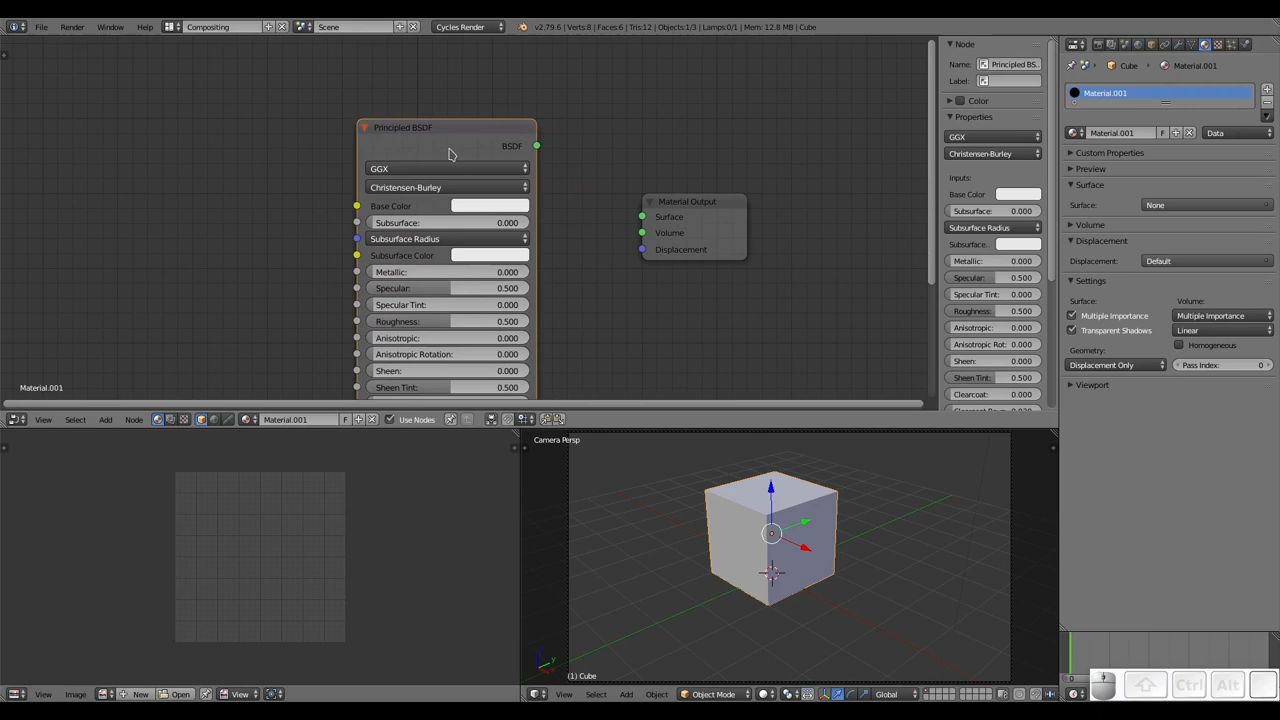 File Render Window Help Compositing Scene Cycles Render v2.79.6 | Verts:8 | Faces:6 | Tris:12 | Objects:1/3 | Lamps:0/1 | Mem: 12.8 MB | Cube
Principled BSDF
BSDF
GGX
Christensen-Burley
Base Color
Subsurface: 0.000
Subsurface Radius
Subsurface Color
Metallic: 0.000
Specular: 0.500
Specular Tint: 0.000
Roughness: 0.500
Anisotropic: 0.000
Anisotropic Rotation: 0.000
Sheen: 0.000
Sheen Tint: 0.500
Material Output
Surface
Volume
Displacement
Material.001
Node
Name: Principled BS..
Label:
Color
Properties
GGX
Christensen-Burley
Inputs:
Base Color
Subsurface: 0.000
Subsurface Radius
Subsurface..
Metallic: 0.000
Specular: 0.500
Specular Tint: 0.000
Roughness: 0.500
Anisotropic: 0.000
Anisotropic Rot: 0.000
Sheen: 0.000
Sheen Tint: 0.500
Clearcoat: 0.000
Cube Material.001
Material.001
Material.001 F Data
Custom Properties
Preview
Surface
Surface: None
Volume
Displacement
Displacement: Default
Settings
Surface: Volume:
Multiple Importance Multiple Importance
Transparent Shadows Linear
Homogeneous
Geometry:
Displacement Only Pass Index: 0
Viewport
View Select Add Node Material.001 F Use Nodes
Camera Persp
(1) Cube
View Image New Open View
View Select Add Object Object Mode Global
Ctrl Alt